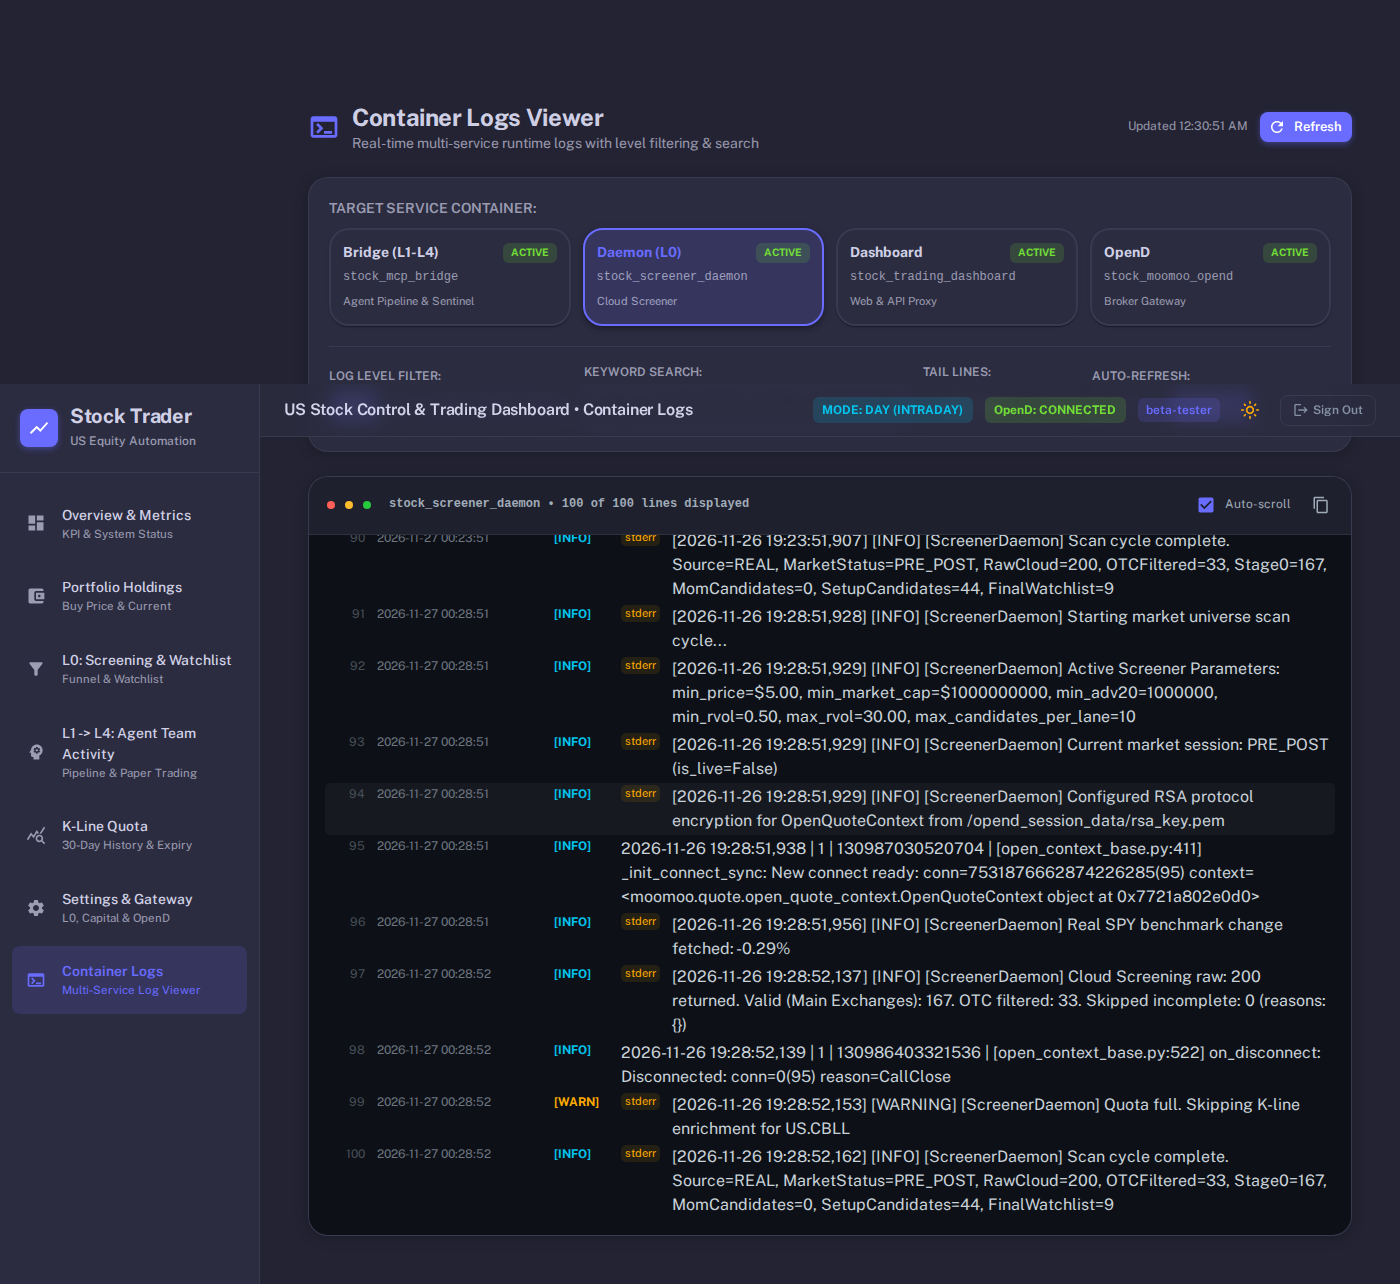 Container Logs Viewer
Real-time multi-service runtime logs with level filtering & search
Updated 12:30:51 AM
Refresh
TARGET SERVICE CONTAINER:
Bridge (L1-L4)
ACTIVE
stock_mcp_bridge
Agent Pipeline & Sentinel
Daemon (L0)
ACTIVE
stock_screener_daemon
Cloud Screener
Dashboard
ACTIVE
stock_trading_dashboard
Web & API Proxy
OpenD
ACTIVE
stock_moomoo_opend
Broker Gateway
LOG LEVEL FILTER:
KEYWORD SEARCH:
TAIL LINES:
AUTO-REFRESH:
Stock Trader
US Equity Automation
US Stock Control & Trading Dashboard • Container Logs
MODE: DAY (INTRADAY)
OpenD: CONNECTED
beta-tester
Sign Out
Overview & Metrics
KPI & System Status
Portfolio Holdings
Buy Price & Current
L0: Screening & Watchlist
Funnel & Watchlist
L1 -> L4: Agent Team
Activity
Pipeline & Paper Trading
K-Line Quota
30-Day History & Expiry
Settings & Gateway
L0, Capital & OpenD
Container Logs
Multi-Service Log Viewer
stock_screener_daemon • 100 of 100 lines displayed
Auto-scroll
90 2026-11-27 00:23:51 [INFO] stderr [2026-11-26 19:23:51,907] [INFO] [ScreenerDaemon] Scan cycle complete.
Source=REAL, MarketStatus=PRE_POST, RawCloud=200, OTCFiltered=33, Stage0=167,
MomCandidates=0, SetupCandidates=44, FinalWatchlist=9
91 2026-11-27 00:28:51 [INFO] stderr [2026-11-26 19:28:51,928] [INFO] [ScreenerDaemon] Starting market universe scan
cycle...
92 2026-11-27 00:28:51 [INFO] stderr [2026-11-26 19:28:51,929] [INFO] [ScreenerDaemon] Active Screener Parameters:
min_price=$5.00, min_market_cap=$1000000000, min_adv20=1000000,
min_rvol=0.50, max_rvol=30.00, max_candidates_per_lane=10
93 2026-11-27 00:28:51 [INFO] stderr [2026-11-26 19:28:51,929] [INFO] [ScreenerDaemon] Current market session: PRE_POST
(is_live=False)
94 2026-11-27 00:28:51 [INFO] stderr [2026-11-26 19:28:51,929] [INFO] [ScreenerDaemon] Configured RSA protocol
encryption for OpenQuoteContext from /opend_session_data/rsa_key.pem
95 2026-11-27 00:28:51 [INFO] 2026-11-26 19:28:51,938 | 1 | 130987030520704 | [open_context_base.py:411]
_init_connect_sync: New connect ready: conn=7531876662874226285(95) context=
<moomoo.quote.open_quote_context.OpenQuoteContext object at 0x7721a802e0d0>
96 2026-11-27 00:28:51 [INFO] stderr [2026-11-26 19:28:51,956] [INFO] [ScreenerDaemon] Real SPY benchmark change
fetched: -0.29%
97 2026-11-27 00:28:52 [INFO] stderr [2026-11-26 19:28:52,137] [INFO] [ScreenerDaemon] Cloud Screening raw: 200
returned. Valid (Main Exchanges): 167. OTC filtered: 33. Skipped incomplete: 0 (reasons:
{})
98 2026-11-27 00:28:52 [INFO] 2026-11-26 19:28:52,139 | 1 | 130986403321536 | [open_context_base.py:522] on_disconnect:
Disconnected: conn=0(95) reason=CallClose
99 2026-11-27 00:28:52 [WARN] stderr [2026-11-26 19:28:52,153] [WARNING] [ScreenerDaemon] Quota full. Skipping K-line
enrichment for US.CBLL
100 2026-11-27 00:28:52 [INFO] stderr [2026-11-26 19:28:52,162] [INFO] [ScreenerDaemon] Scan cycle complete.
Source=REAL, MarketStatus=PRE_POST, RawCloud=200, OTCFiltered=33, Stage0=167,
MomCandidates=0, SetupCandidates=44, FinalWatchlist=9